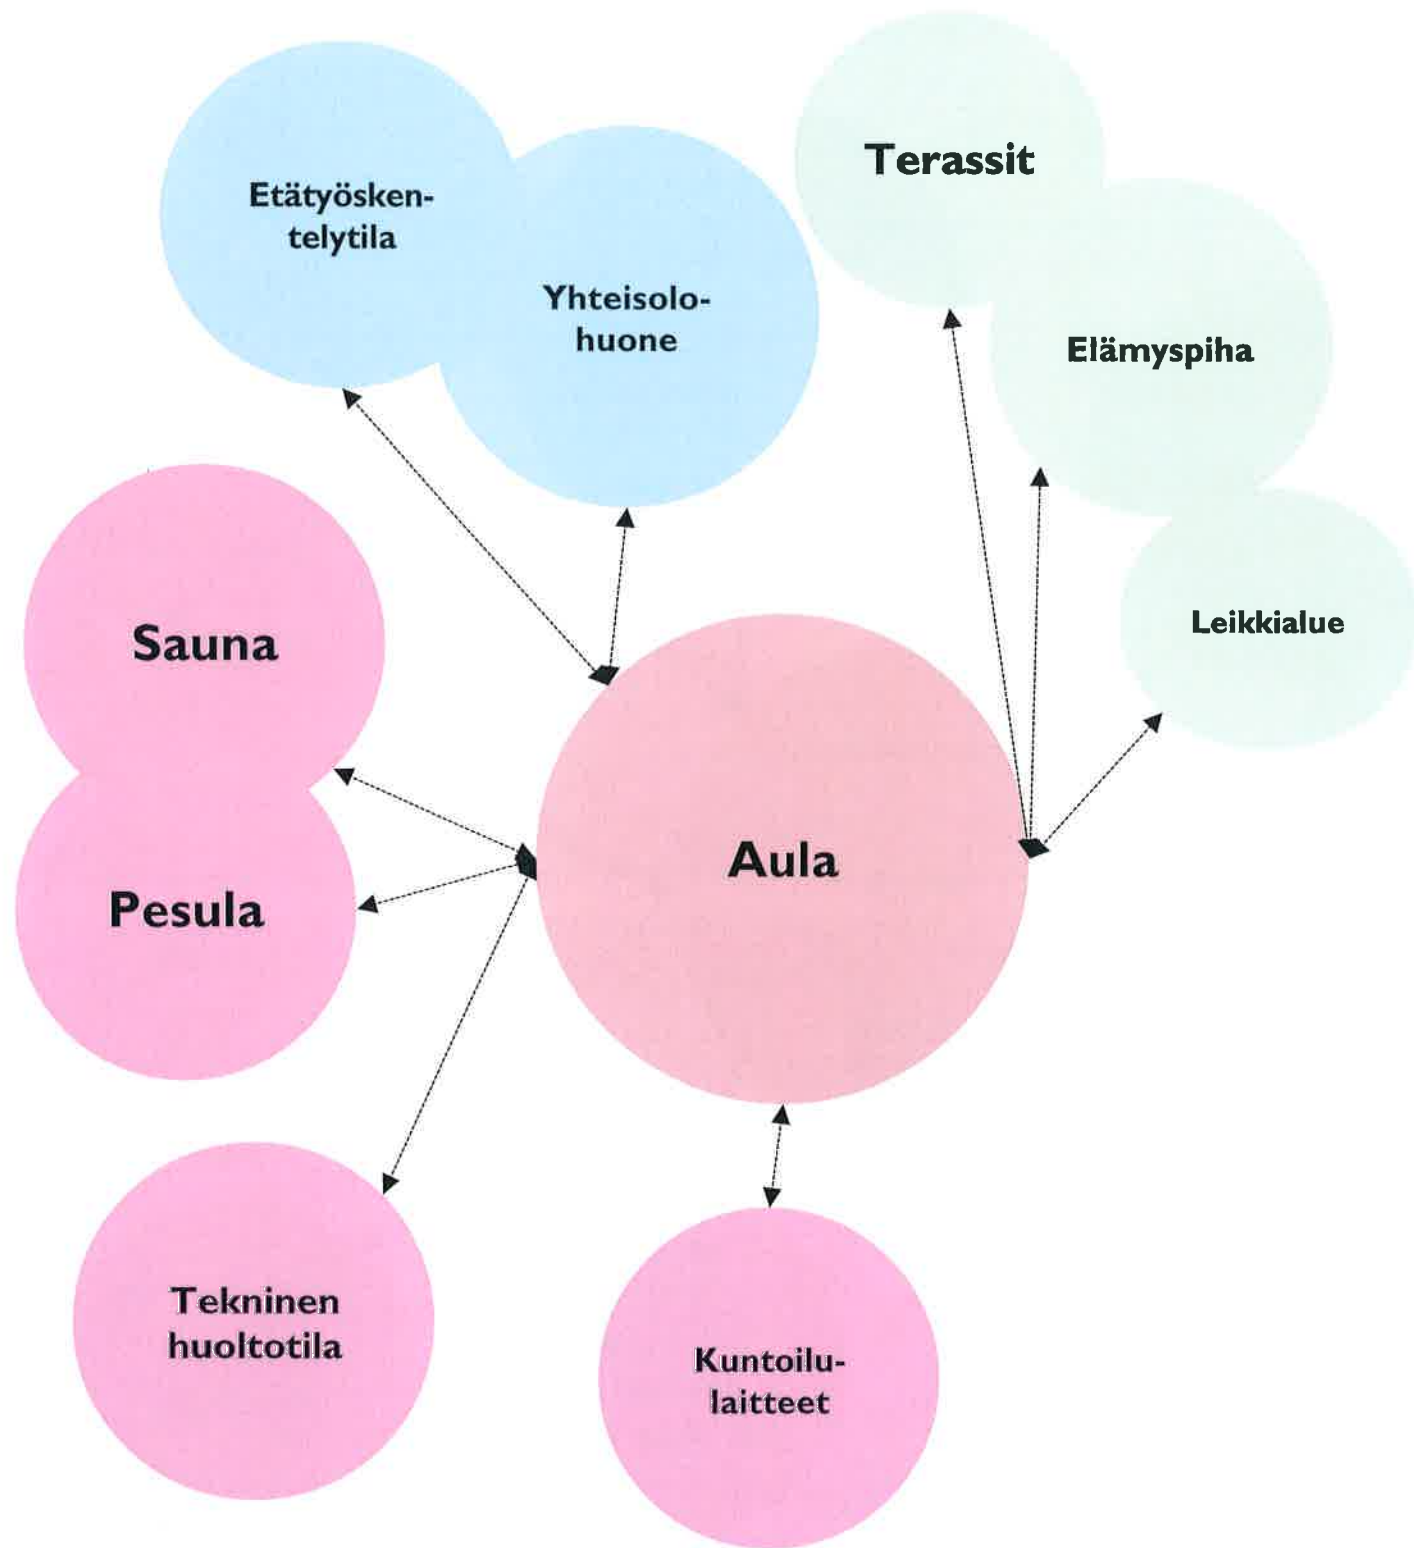 Etätyösken-
telytila
Yhteisolo-
huone
Terassit
Elämyspiha
Leikkialue
Sauna
Pesula
Aula
Tekninen
huoltotila
Kuntoilu-
laitteet